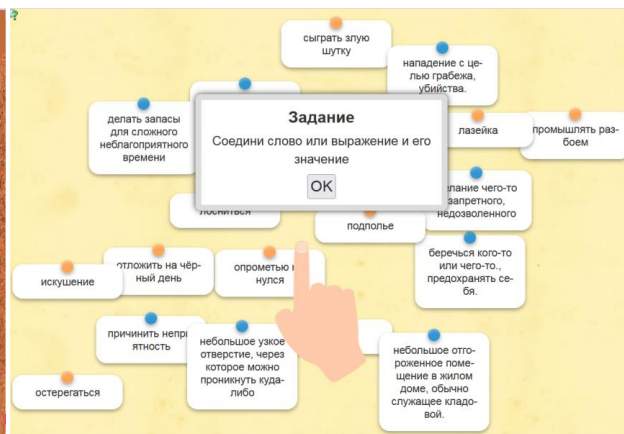 сыграть злую
шутку
нападение с це-
лью грабежа,
убийства.
делать запасы
для сложного
неблагоприятного
времени
Задание
Соедини слово или выражение и его
значение
OK
лазейка
промышлять раз-
боем
чего-то
запретного,
недозволенного
лосниться
подполье
беречься кого-то
или чего-то.,
предохранять се-
бя.
искушение
отложить на чёр-
ный день
опрометью
нулся
причинить непри
ятность
небольшое узкое
отверстие, через
которое можно
проникнуть куда-
либо
небольшое отго-
роженное поме-
щение в жилом
доме, обычно
служащее кладо-
вой.
остерегаться